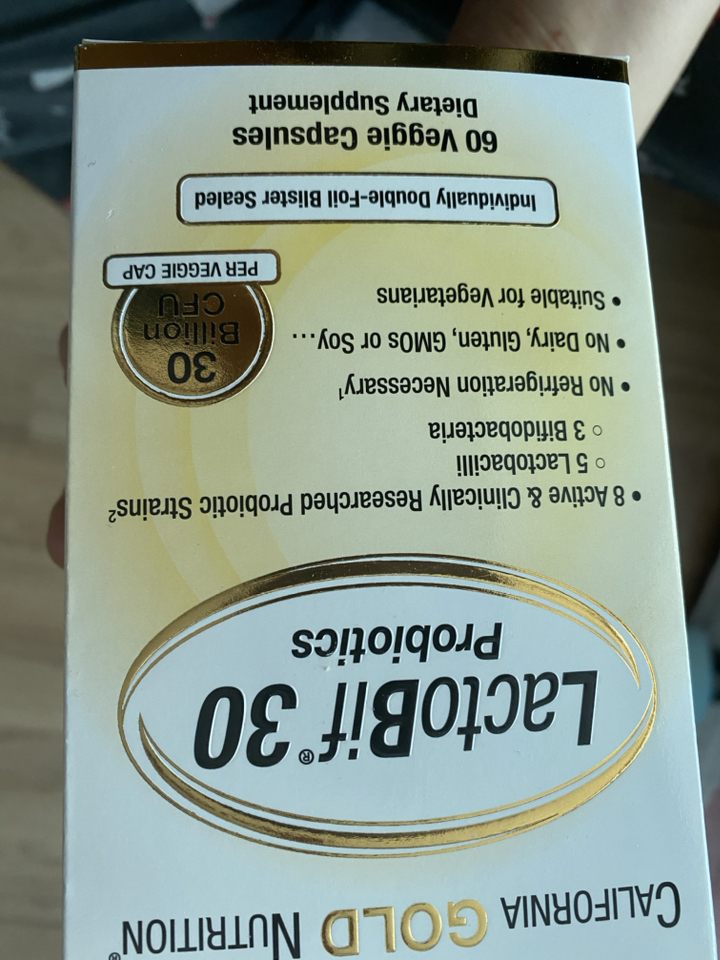 CALIFORNIA GOLD NUTRITION®
LactoBif® 30
Probiotics
• 8 Active & Clinically Researched Probiotic Strains²
○ 5 Lactobacilli
○ 3 Bifidobacteria
• No Refrigeration Necessary¹
• No Dairy, Gluten, GMOs or Soy...
• Suitable for Vegetarians
30
Billion
CFU
PER VEGGIE CAP
Individually Double-Foil Blister Sealed
60 Veggie Capsules
Dietary Supplement